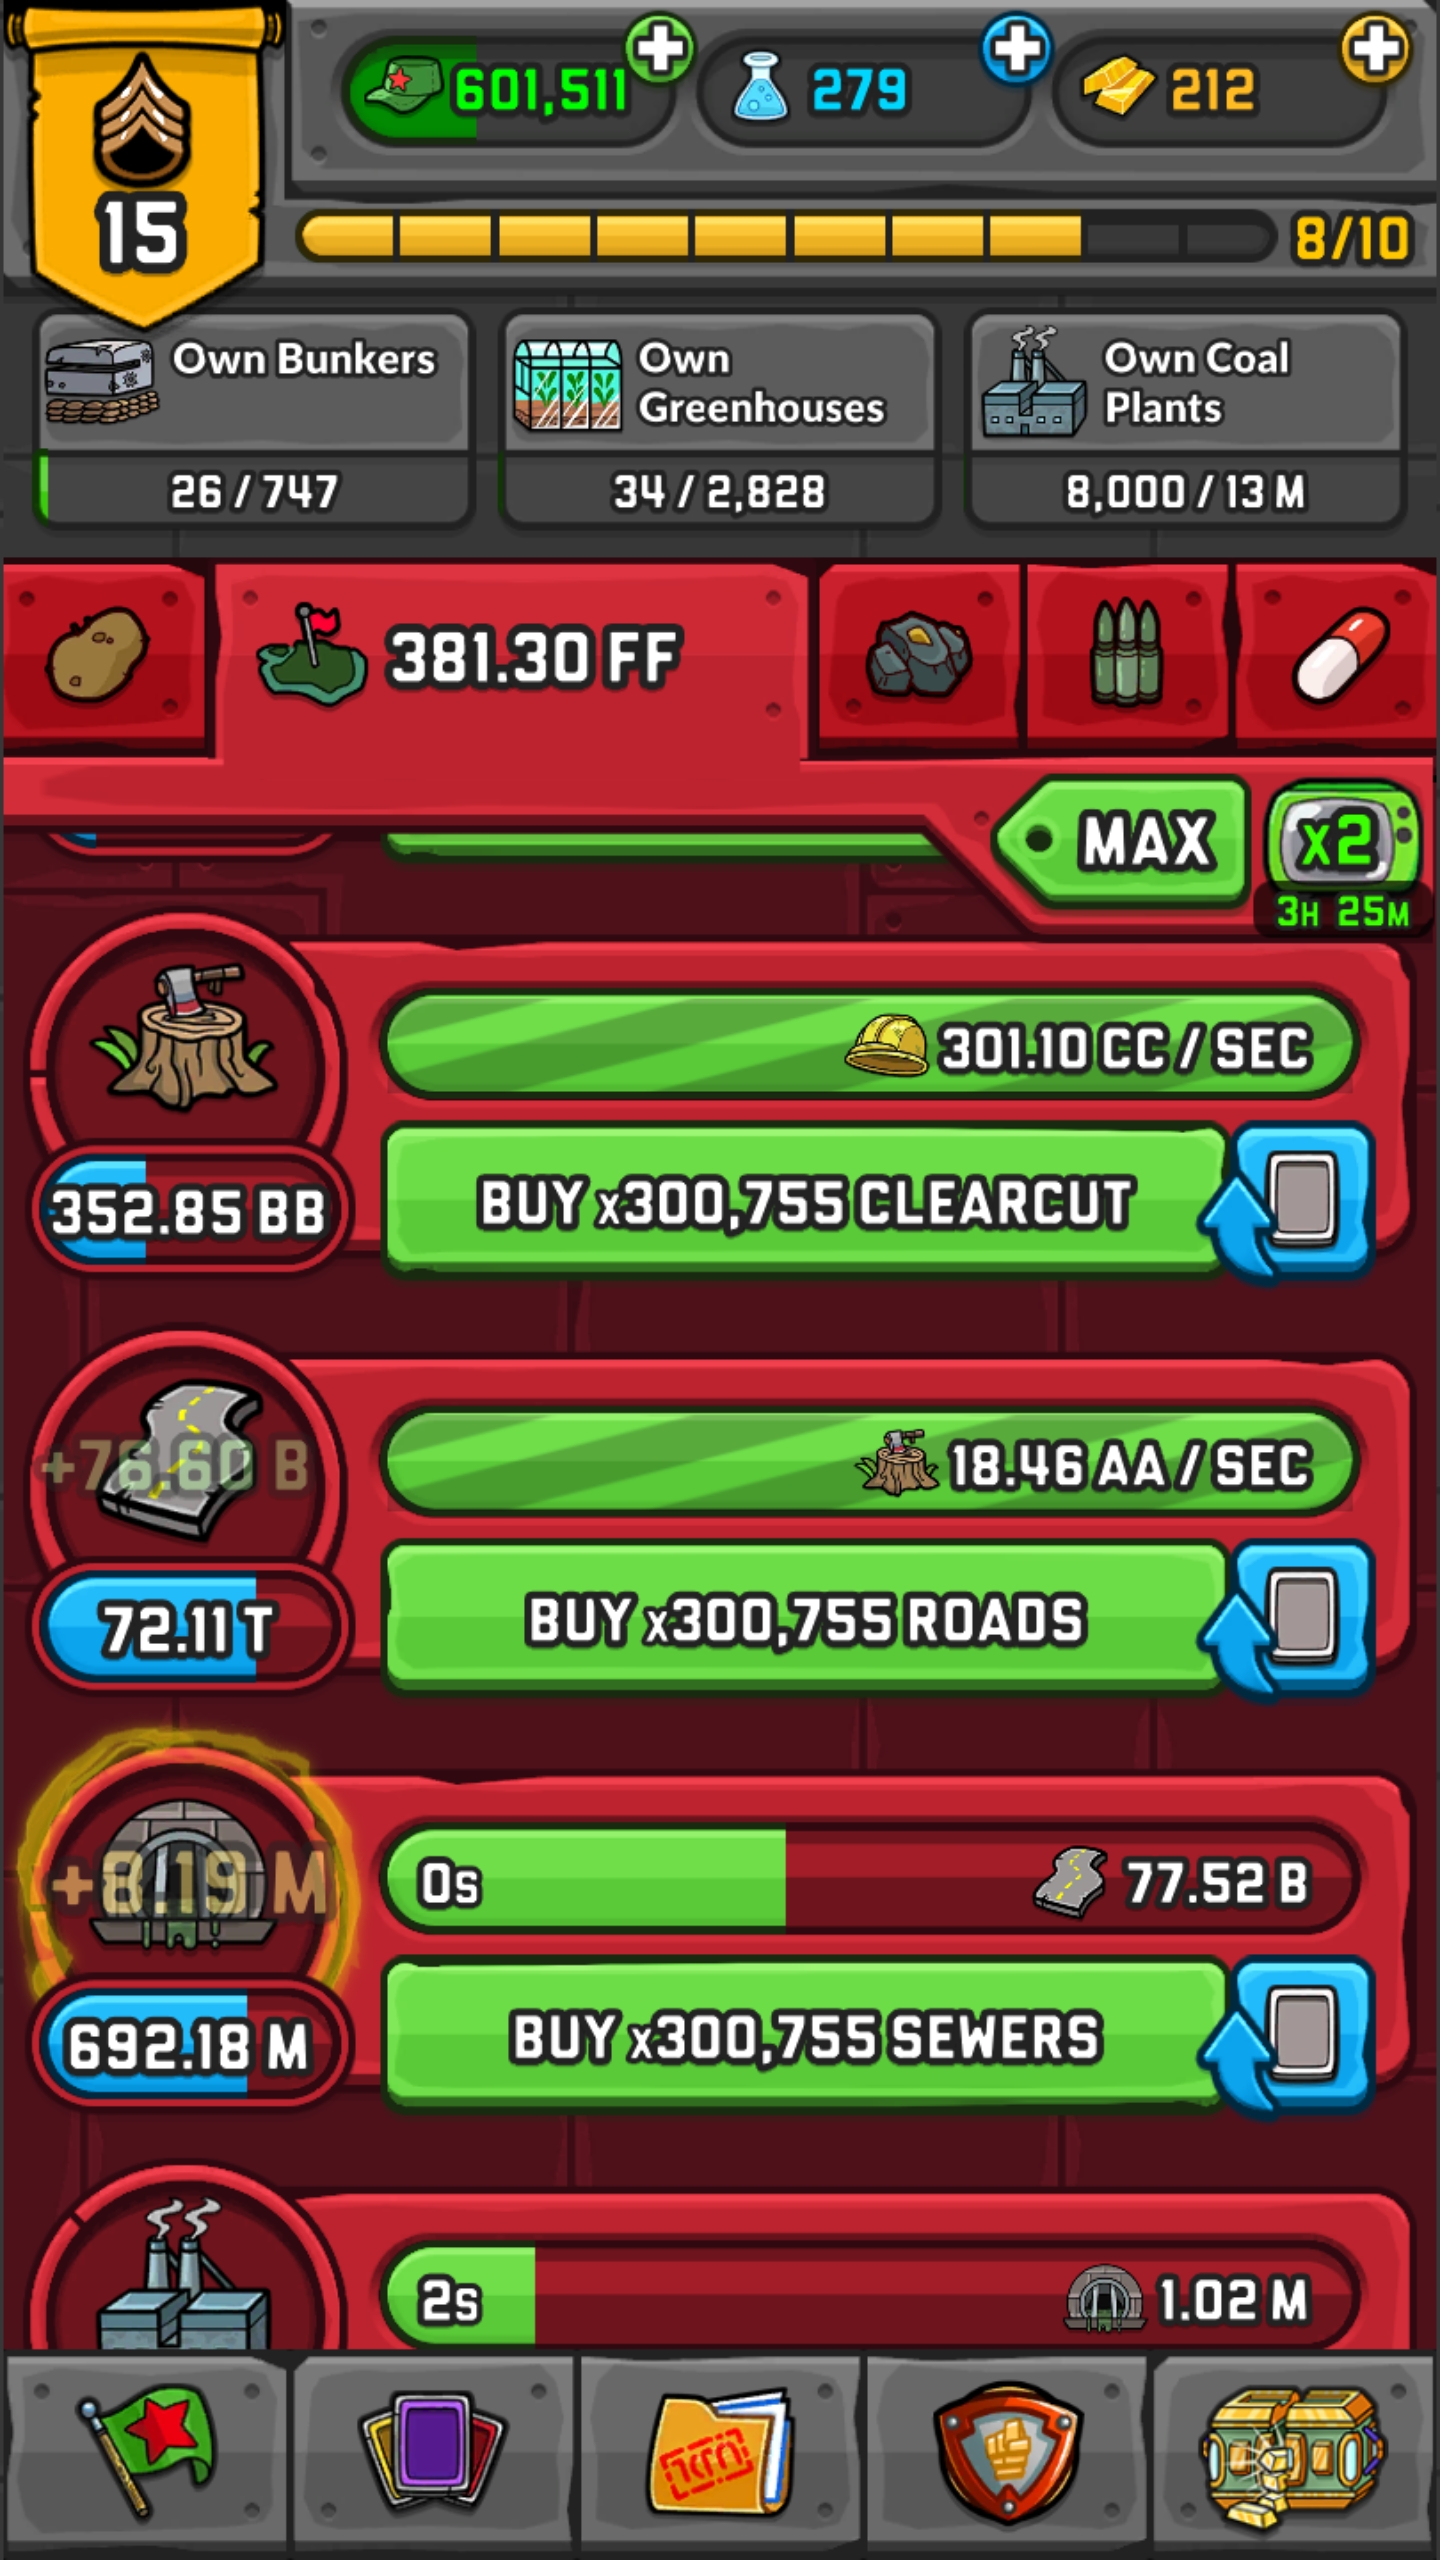 601,511
279
212
15
8/10
Own Bunkers
26 / 747
Own
Greenhouses
34 / 2,828
Own Coal
Plants
8,000 / 13 M
381.30 FF
MAX
x2
3H 25M
301.10 CC / SEC
352.85 BB
BUY x300,755 CLEARCUT
+76.60 B
18.46 AA / SEC
72.11 T
BUY x300,755 ROADS
+8.19 M
0s
77.52 B
692.18 M
BUY x300,755 SEWERS
2s
1.02 M